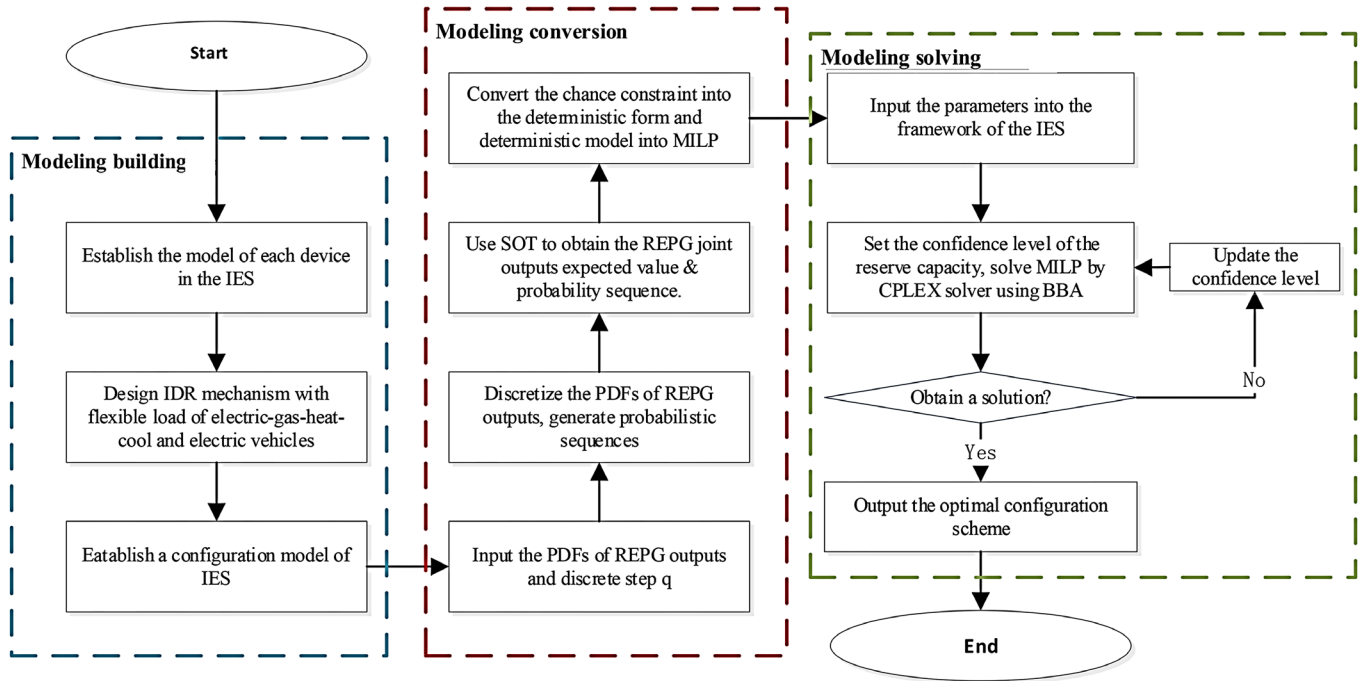 Start
Modeling building
Establish the model of each device
in the IES
Design IDR mechanism with
flexible load of electric-gas-heat-
cool and electric vehicles
Eatablish a configuration model of
IES
Modeling conversion
Convert the chance constraint into
the deterministic form and
deterministic model into MILP
Use SOT to obtain the REPG joint
outputs expected value &
probability sequence.
Discretize the PDFs of REPG
outputs, generate probabilistic
sequences
Input the PDFs of REPG outputs
and discrete step q
Modeling solving
Input the parameters into the
framework of the IES
Set the confidence level of the
reserve capacity, solve MILP by
CPLEX solver using BBA
Update the
confidence level
Obtain a solution?
No
Yes
Output the optimal configuration
scheme
End